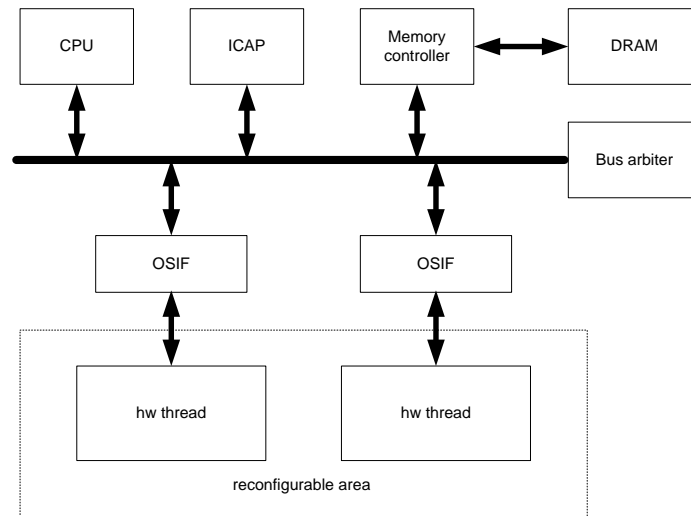 CPU
ICAP
Memory
controller
DRAM
Bus arbiter
OSIF
OSIF
hw thread
hw thread
reconfigurable area